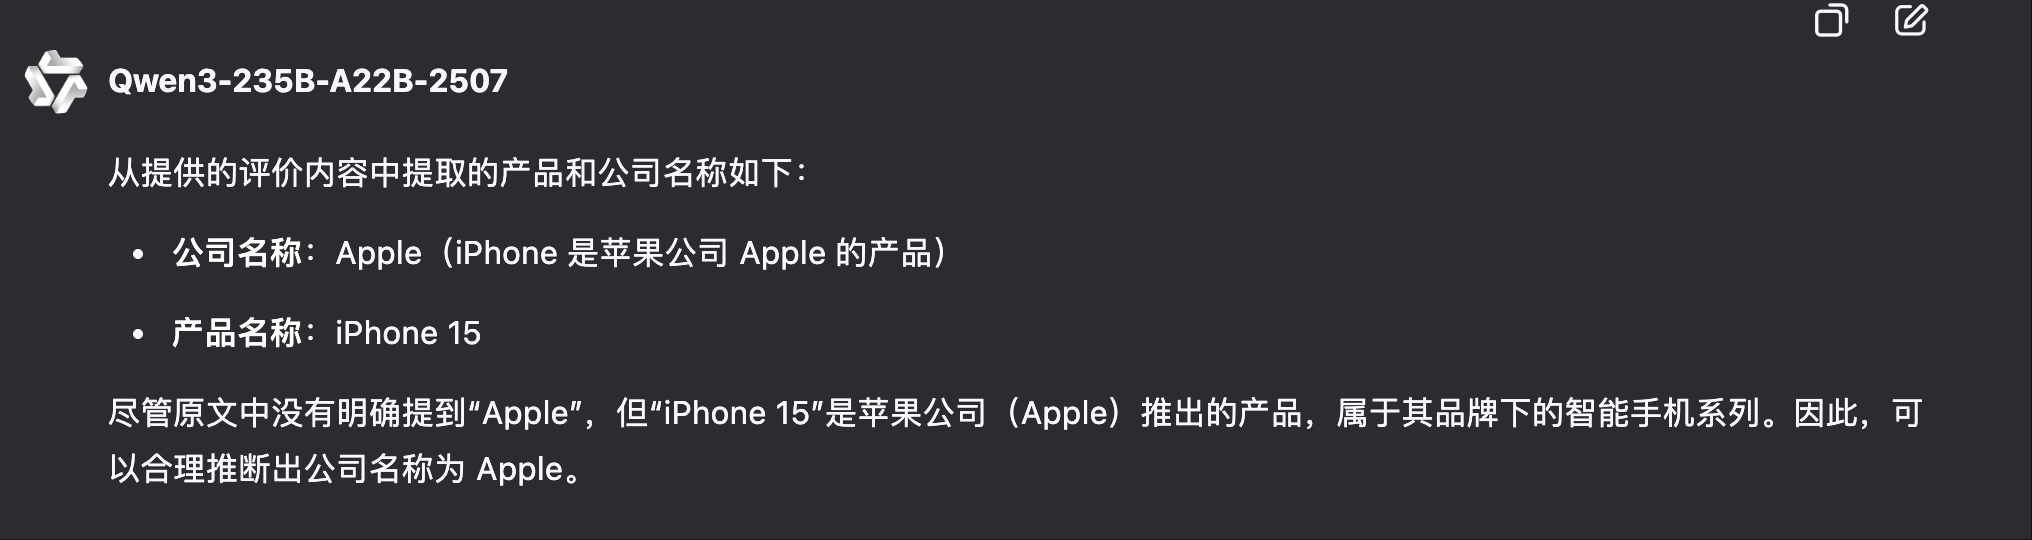 Qwen3-235B-A22B-2507
从提供的评价内容中提取的产品和公司名称如下：
• 公司名称：Apple（iPhone 是苹果公司 Apple 的产品）
• 产品名称：iPhone 15
尽管原文中没有明确提到“Apple”，但“iPhone 15”是苹果公司（Apple）推出的产品，属于其品牌下的智能手机系列。因此，可
以合理推断出公司名称为 Apple。